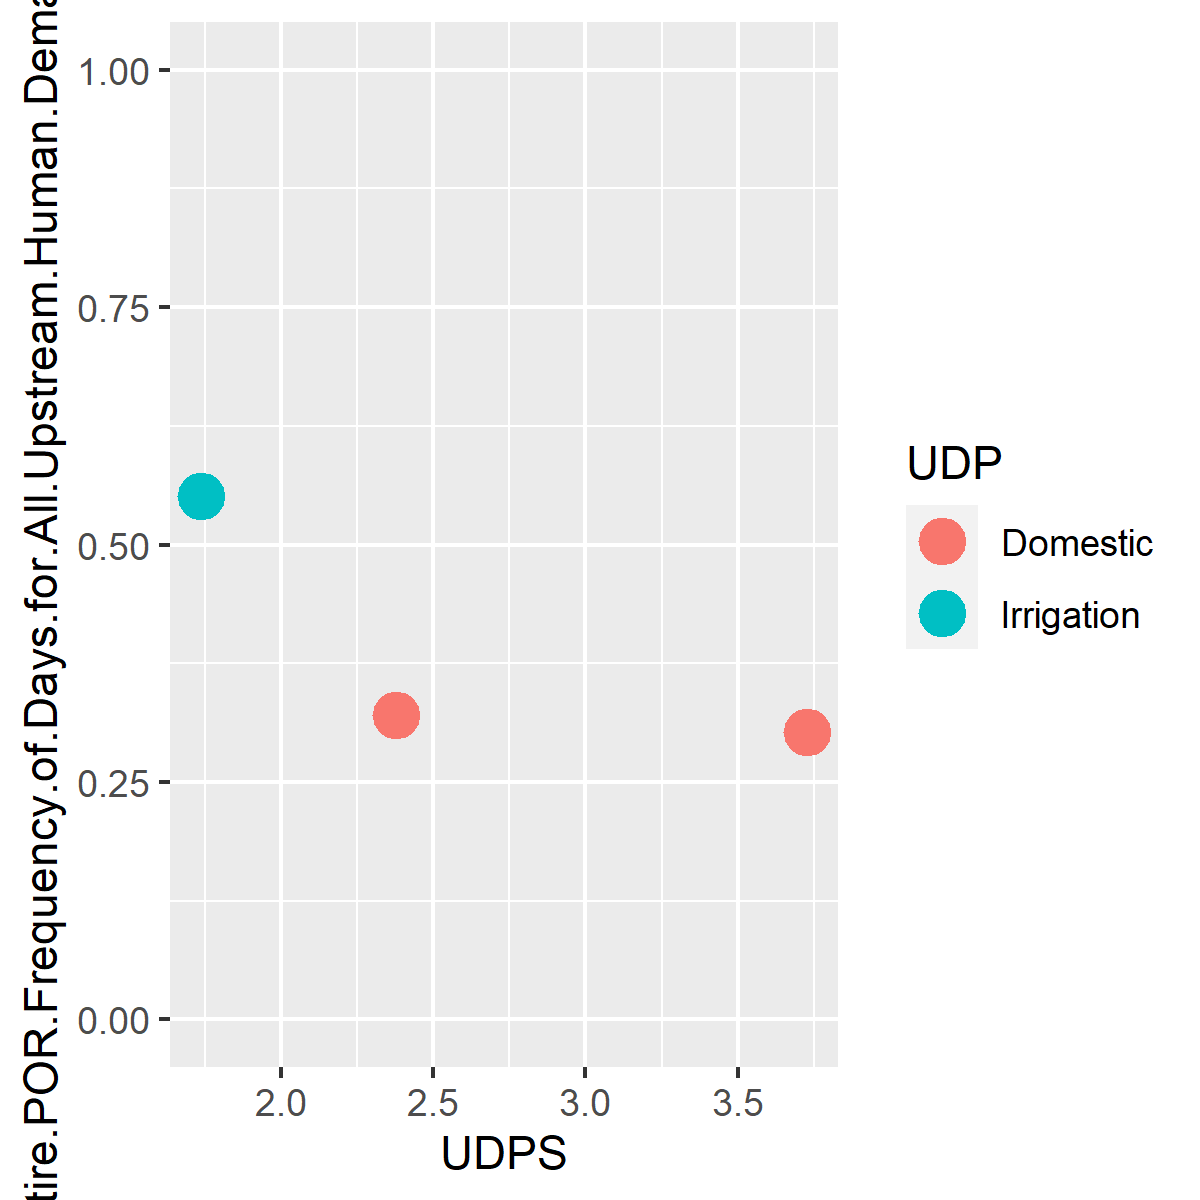 tire.POR.Frequency.of.Days.for.All.Upstream.Human.Dema
1.00
0.75
0.50
0.25
0.00
2.0 2.5 3.0 3.5
UDPS
UDP
Domestic
Irrigation